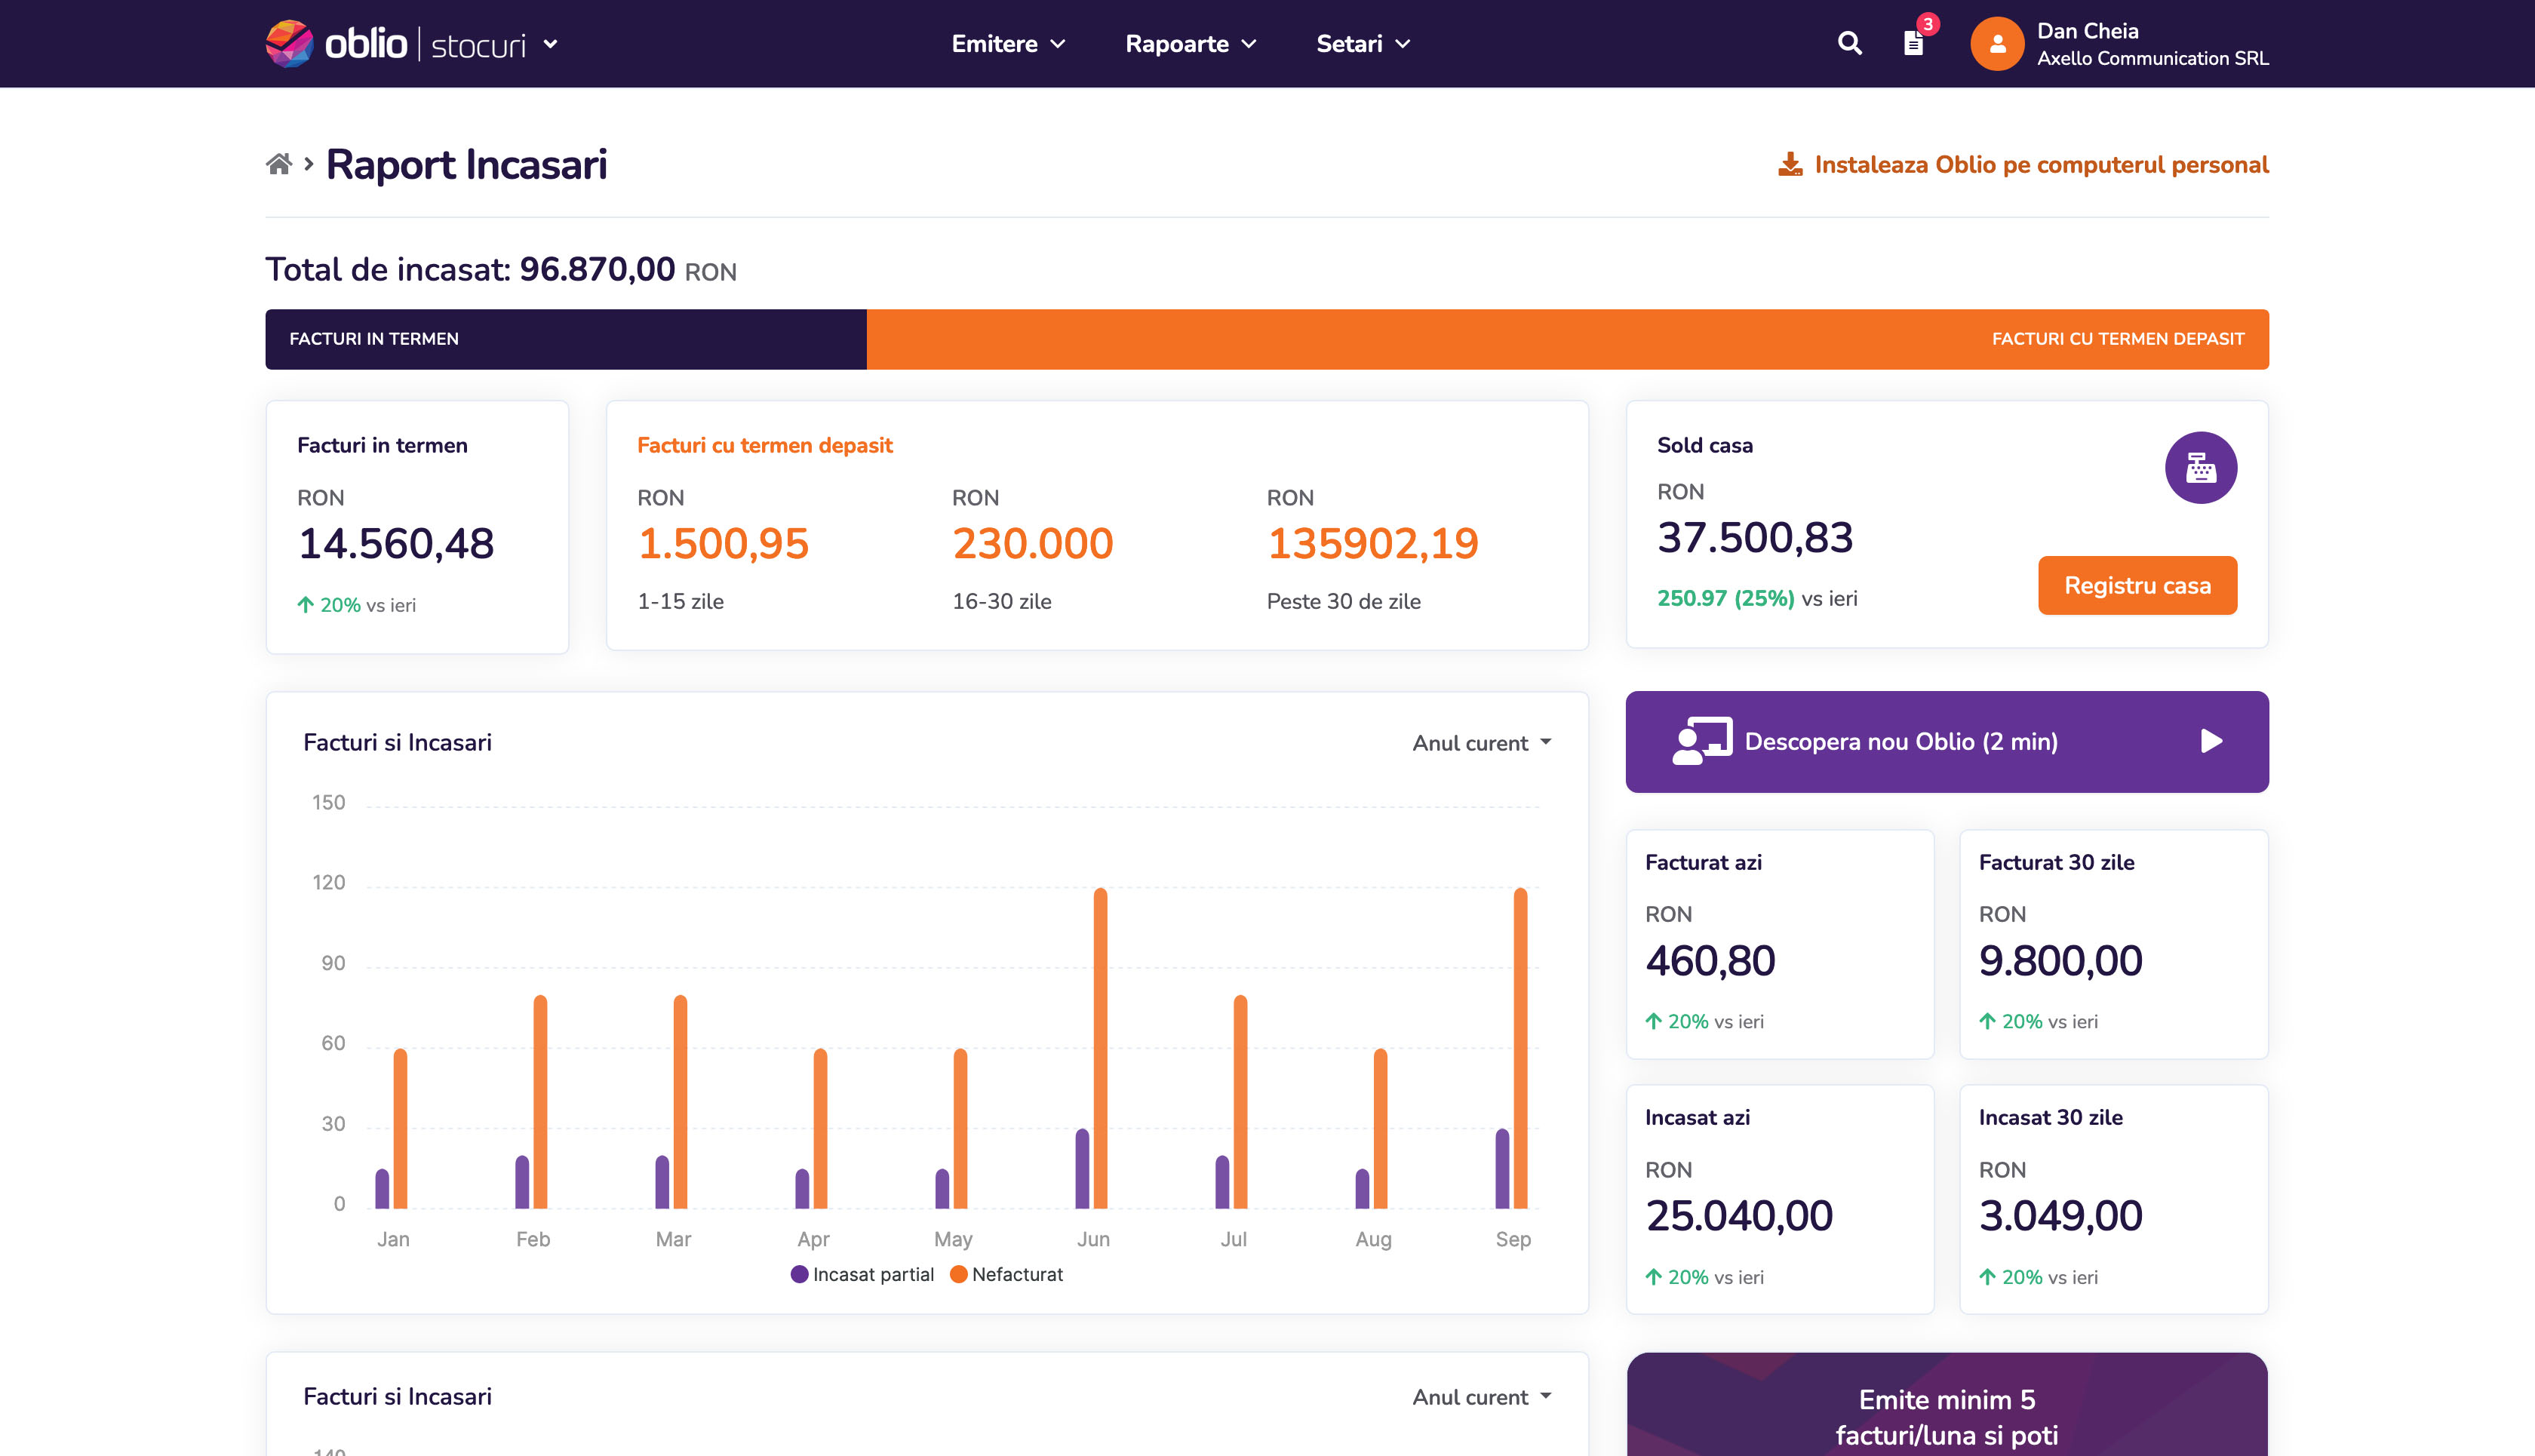 oblio | stocuri
Emitere
Rapoarte
Setari
3
Dan Cheia
Axello Communication SRL
Raport Incasari
Instaleaza Oblio pe computerul personal
Total de incasat: 96.870,00 RON
FACTURI IN TERMEN
FACTURI CU TERMEN DEPASIT
Facturi in termen
RON
14.560,48
20% vs ieri
Facturi cu termen depasit
RON
1.500,95
1-15 zile
RON
230.000
16-30 zile
RON
135902,19
Peste 30 de zile
Sold casa
RON
37.500,83
250.97 (25%) vs ieri
Registru casa
Facturi si Incasari
Anul curent
150
120
90
60
30
0
Jan Feb Mar Apr May Jun Jul Aug Sep
Incasat partial Nefacturat
Descopera nou Oblio (2 min)
Facturat azi
RON
460,80
20% vs ieri
Facturat 30 zile
RON
9.800,00
20% vs ieri
Incasat azi
RON
25.040,00
20% vs ieri
Incasat 30 zile
RON
3.049,00
20% vs ieri
Facturi si Incasari
Anul curent
140
Emite minim 5
facturi/luna si poti